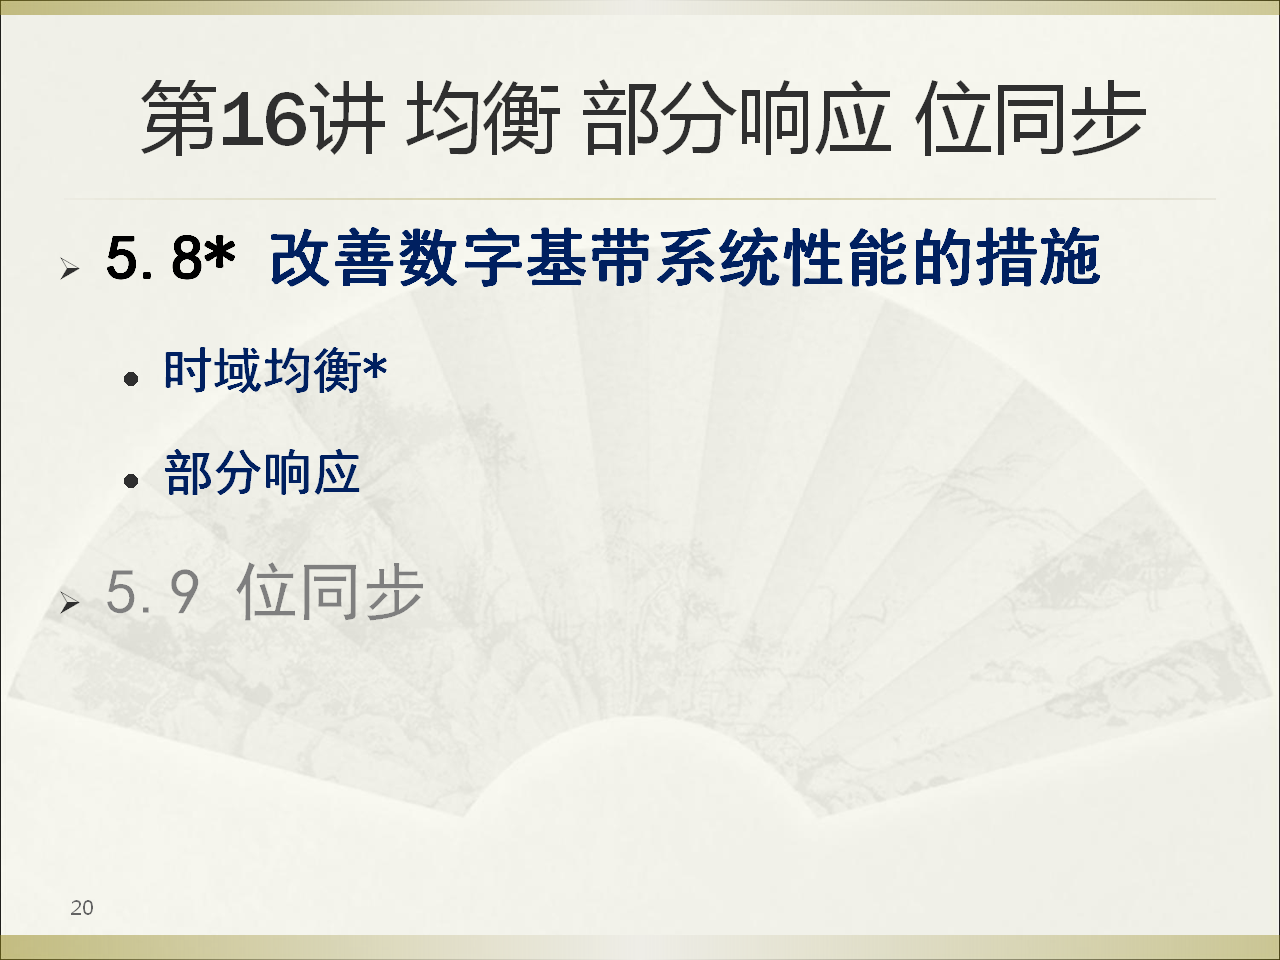 第16讲 均衡 部分响应 位同步
➢ 5.8* 改善数字基带系统性能的措施
• 时域均衡*
• 部分响应
➢ 5.9 位同步
20